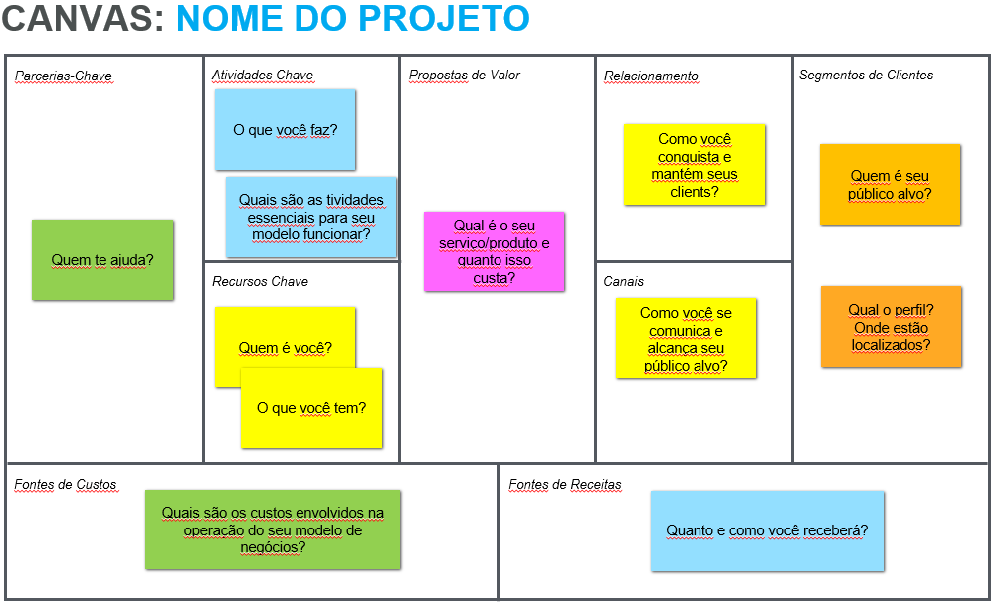 CANVAS: NOME DO PROJETO
Parcerias-Chave
Quem te ajuda?
Atividades Chave
O que você faz?
Quais são as tividades
essenciais para seu
modelo funcionar?
Recursos Chave
Quem é você?
O que você tem?
Propostas de Valor
Qual é o seu
serviço/produto e
quanto isso
custa?
Relacionamento
Como você
conquista e
mantém seus
clients?
Canais
Como você se
comunica e
alcança seu
público alvo?
Segmentos de Clientes
Quem é seu
público alvo?
Qual o perfil?
Onde estão
localizados?
Fontes de Custos
Quais são os custos envolvidos na
operação do seu modelo de
negócios?
Fontes de Receitas
Quanto e como você receberá?